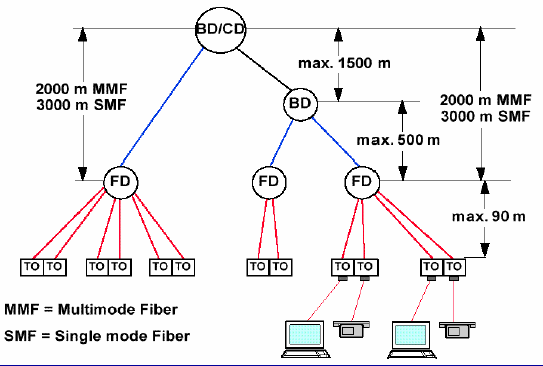 BD/CD
2000 m MMF
3000 m SMF
max. 1500 m
BD
2000 m MMF
3000 m SMF
max. 500 m
FD
FD
FD
max. 90 m
TO TO TO TO TO TO TO TO TO TO TO TO
MMF = Multimode Fiber
SMF = Single mode Fiber